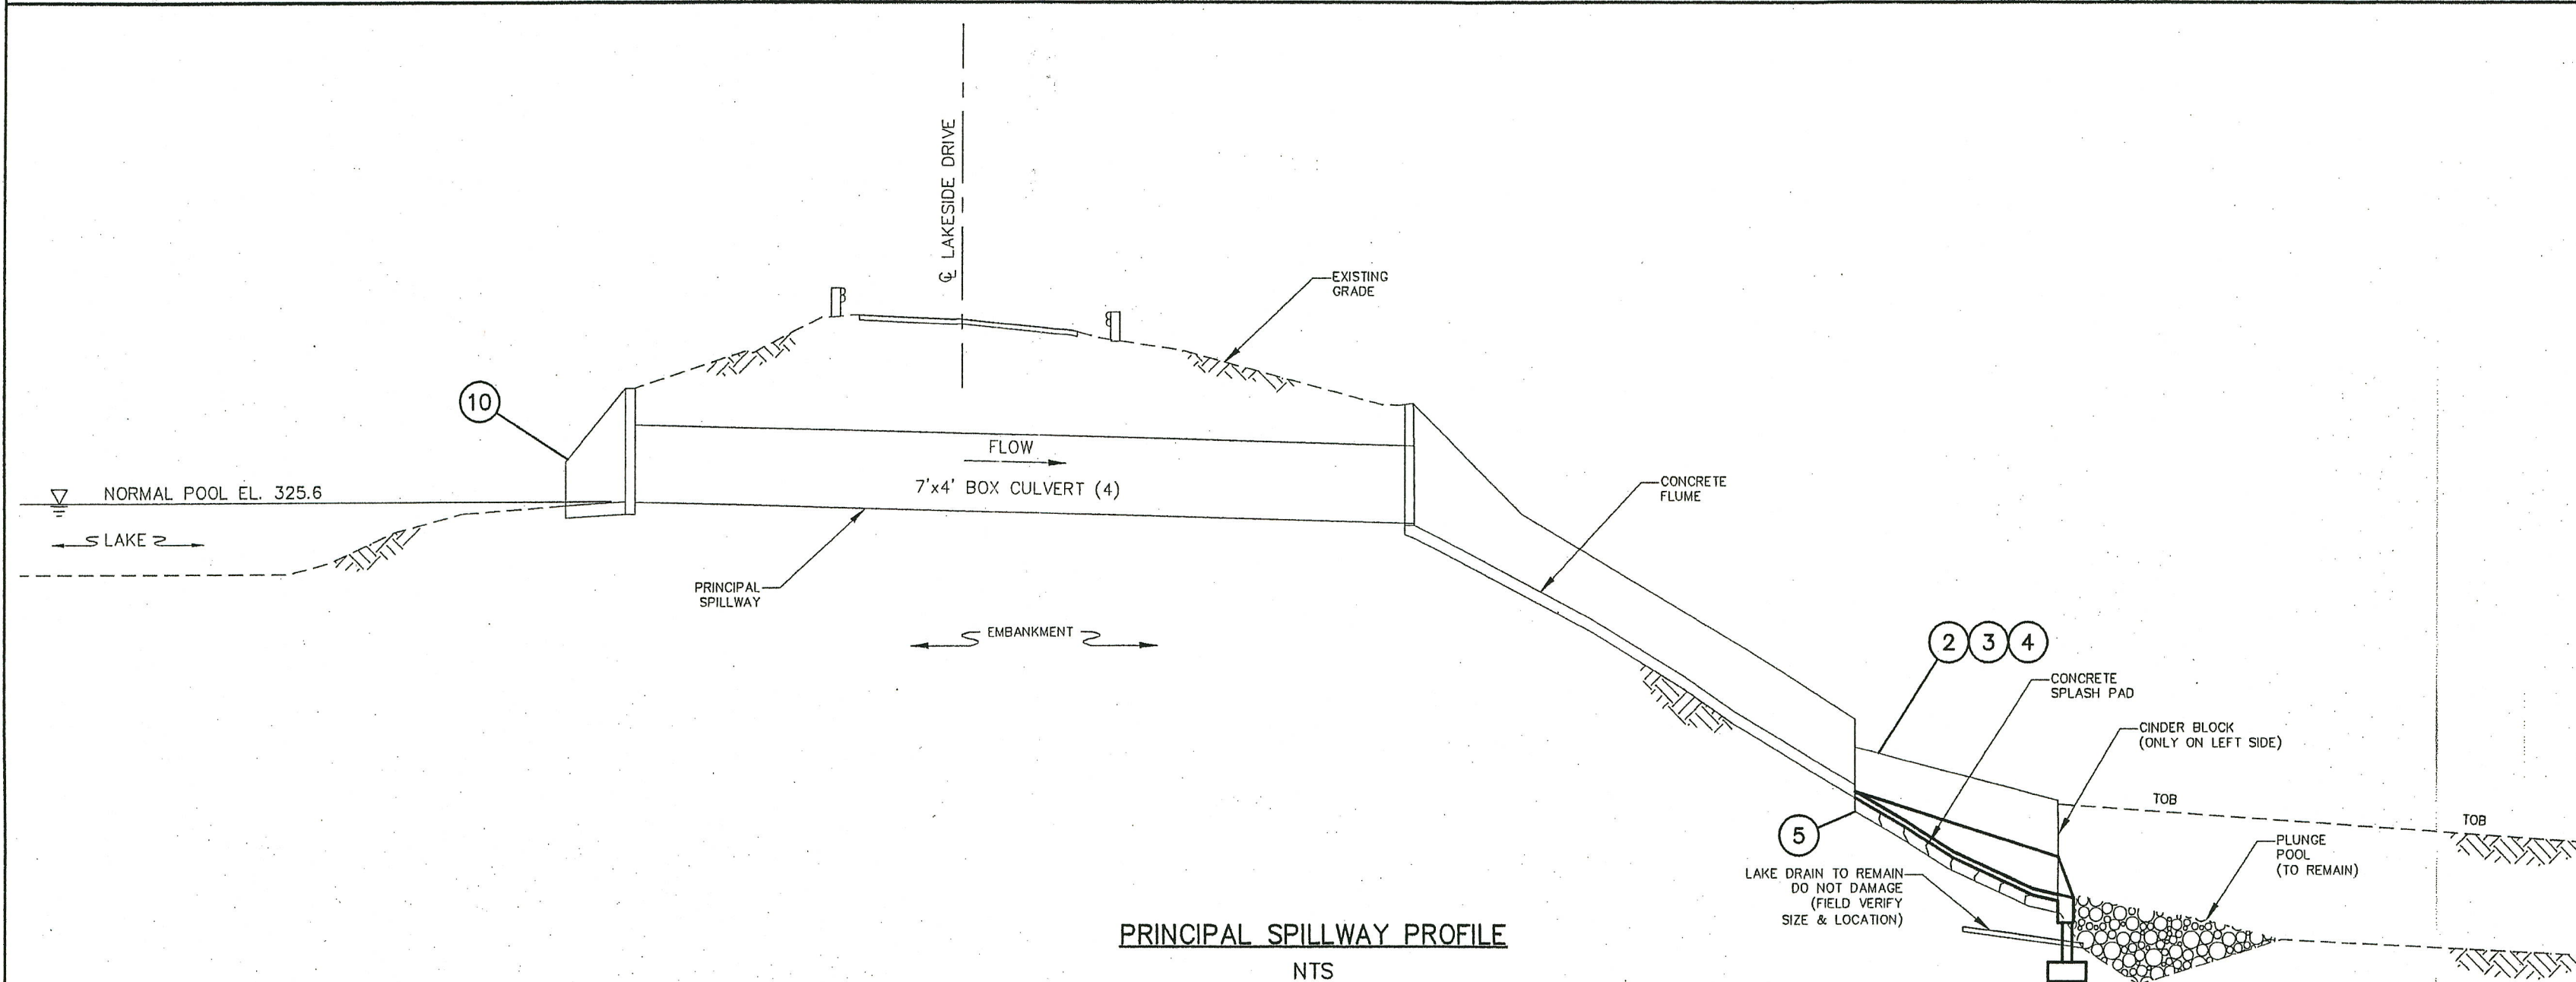 ℄ LAKESIDE DRIVE
EXISTING
GRADE
10
FLOW
7'x4' BOX CULVERT (4)
NORMAL POOL EL. 325.6
LAKE
CONCRETE
FLUME
PRINCIPAL
SPILLWAY
EMBANKMENT
2 3 4
CONCRETE
SPLASH PAD
CINDER BLOCK
(ONLY ON LEFT SIDE)
TOB
TOB
5
PLUNGE
POOL
(TO REMAIN)
LAKE DRAIN TO REMAIN
DO NOT DAMAGE
(FIELD VERIFY
SIZE & LOCATION)
PRINCIPAL SPILLWAY PROFILE
NTS